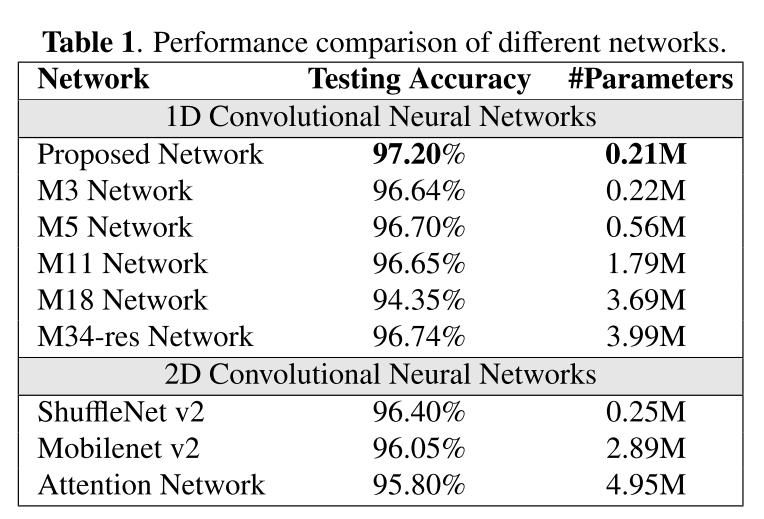 Table 1. Performance comparison of different networks.
Network Testing Accuracy #Parameters
1D Convolutional Neural Networks
Proposed Network 97.20% 0.21M
M3 Network 96.64% 0.22M
M5 Network 96.70% 0.56M
M11 Network 96.65% 1.79M
M18 Network 94.35% 3.69M
M34-res Network 96.74% 3.99M
2D Convolutional Neural Networks
ShuffleNet v2 96.40% 0.25M
Mobilenet v2 96.05% 2.89M
Attention Network 95.80% 4.95M